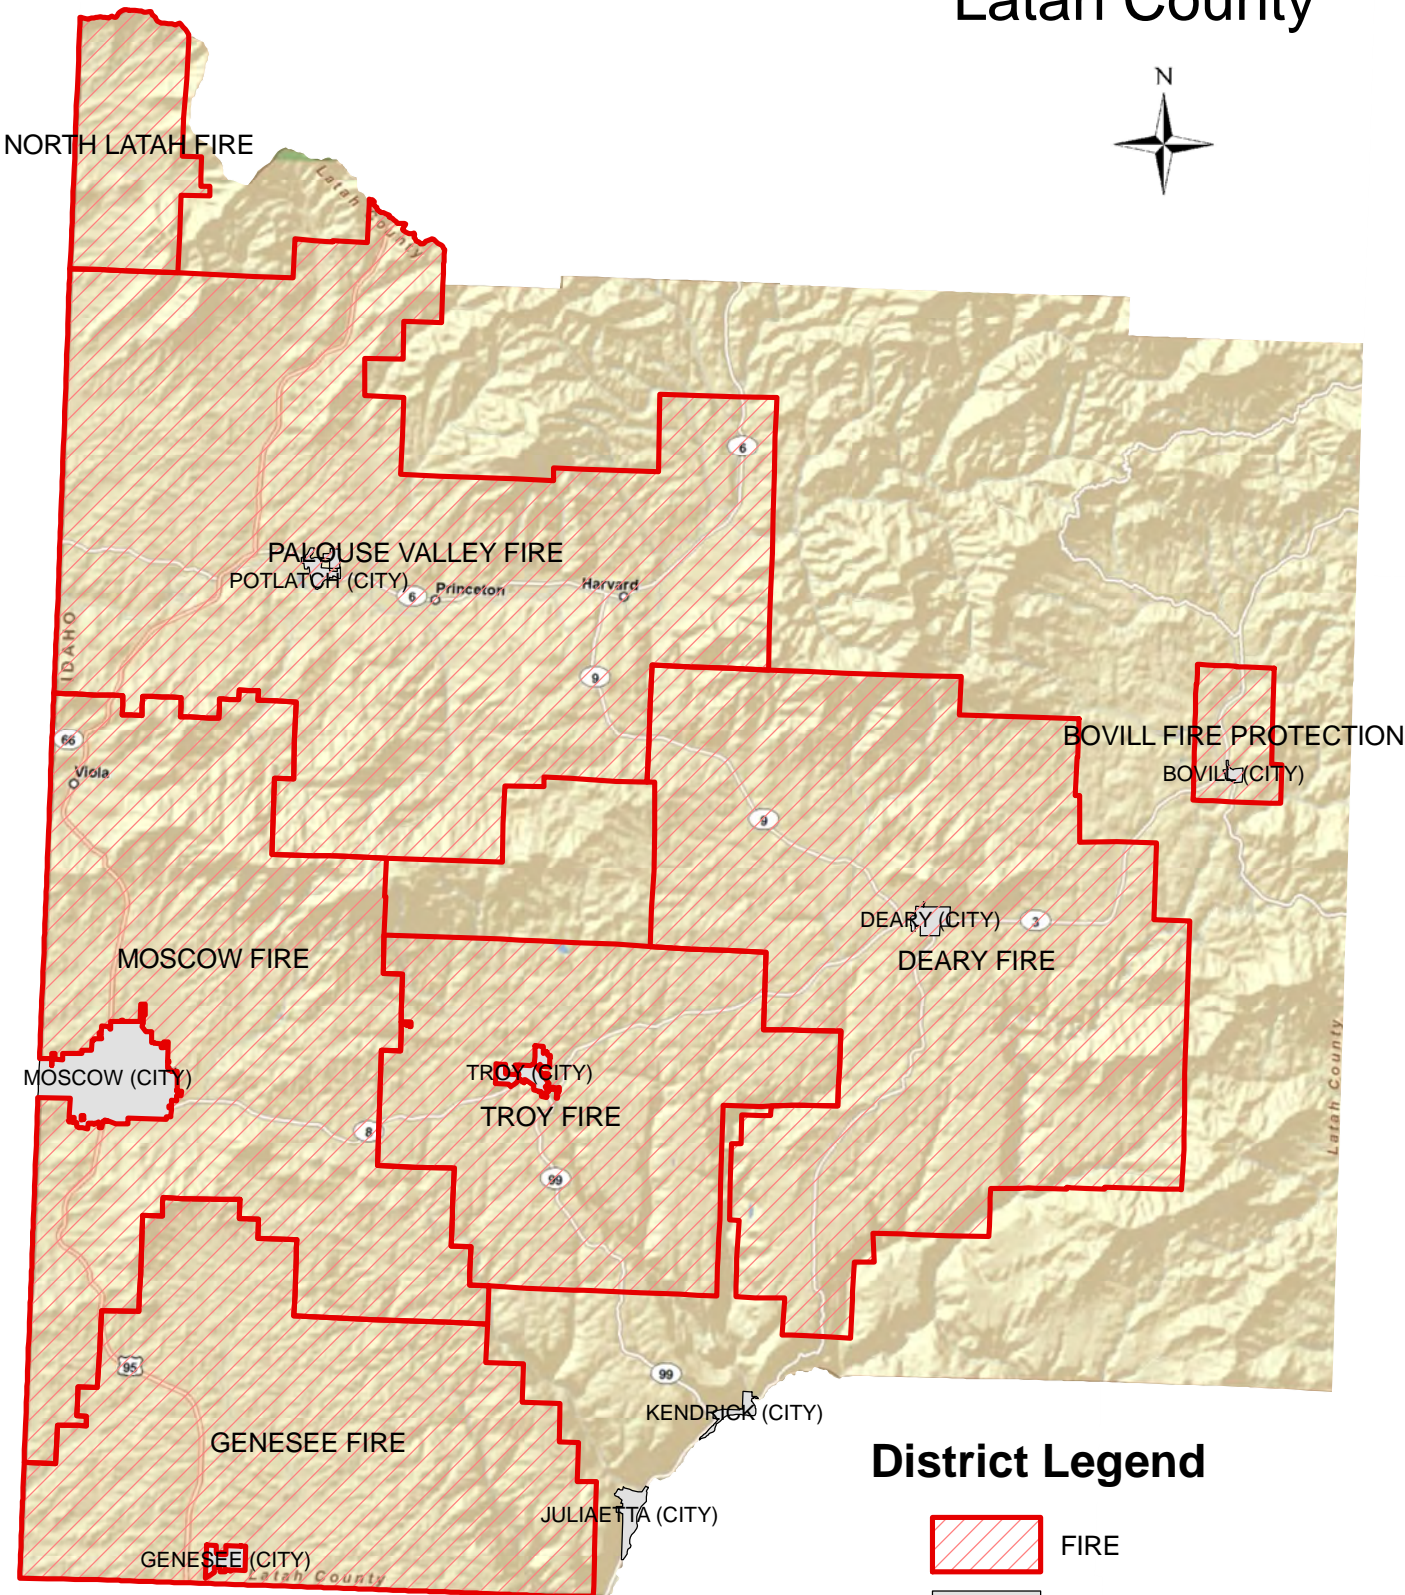 Latah County
N
NORTH LATAH FIRE
Latah County
6
PALOUSE VALLEY FIRE
POTLATCH (CITY)
6
Princeton
Harvard
IDAHO
9
66
Viola
BOVILL FIRE PROTECTION
BOVILL (CITY)
9
DEARY (CITY)
3
DEARY FIRE
MOSCOW FIRE
MOSCOW (CITY)
TROY (CITY)
TROY FIRE
8
99
Latah County
95
99
KENDRICK (CITY)
GENESEE FIRE
District Legend
JULIAETTA (CITY)
FIRE
GENESEE (CITY)
Latah County